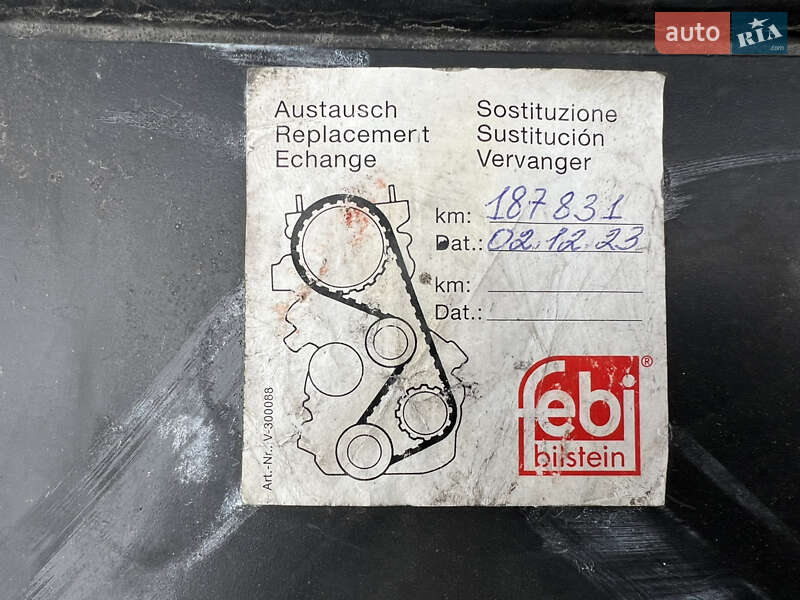 auto RIA .com
Austausch
Replacement
Echange
Sostituzione
Sustitución
Vervanger
km: 187831
Dat.: 02.12.23
km:
Dat.:
Art.-Nr.: V-300088
febi®
bilstein